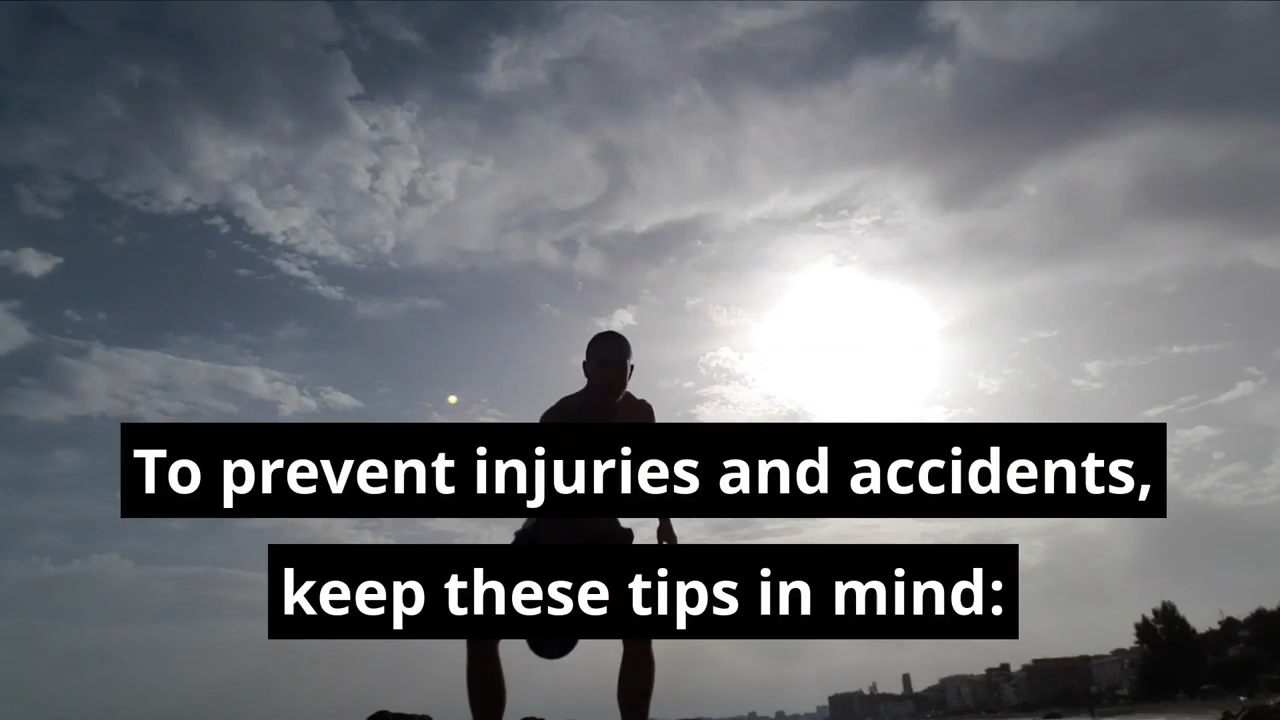 To prevent injuries and accidents,
keep these tips in mind: